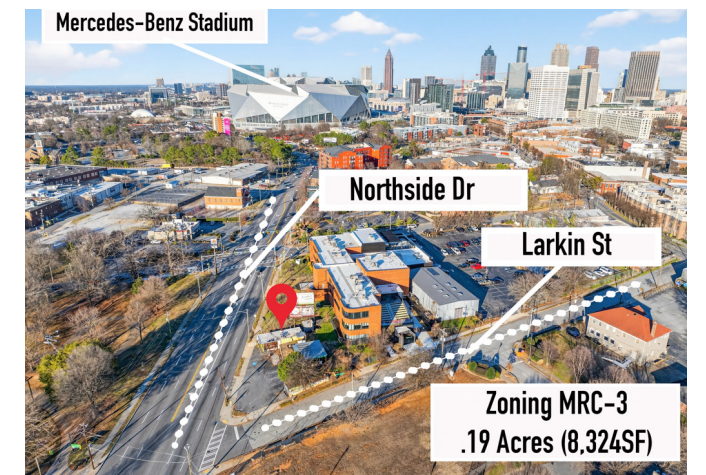 Mercedes-Benz Stadium
Northside Dr
Larkin St
Zoning MRC-3
.19 Acres (8,324SF)